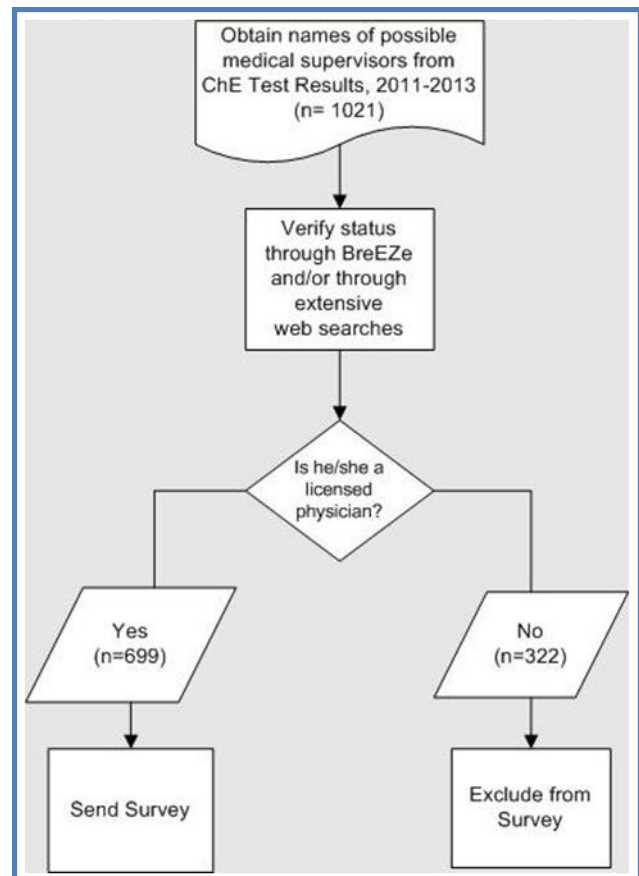 Obtain names of possible
medical supervisors from
ChE Test Results, 2011-2013
(n= 1021)
Verify status
through BreEZe
and/or through
extensive
web searches
Is he/she a
licensed
physician?
Yes
(n=699)
No
(n=322)
Send Survey
Exclude from
Survey